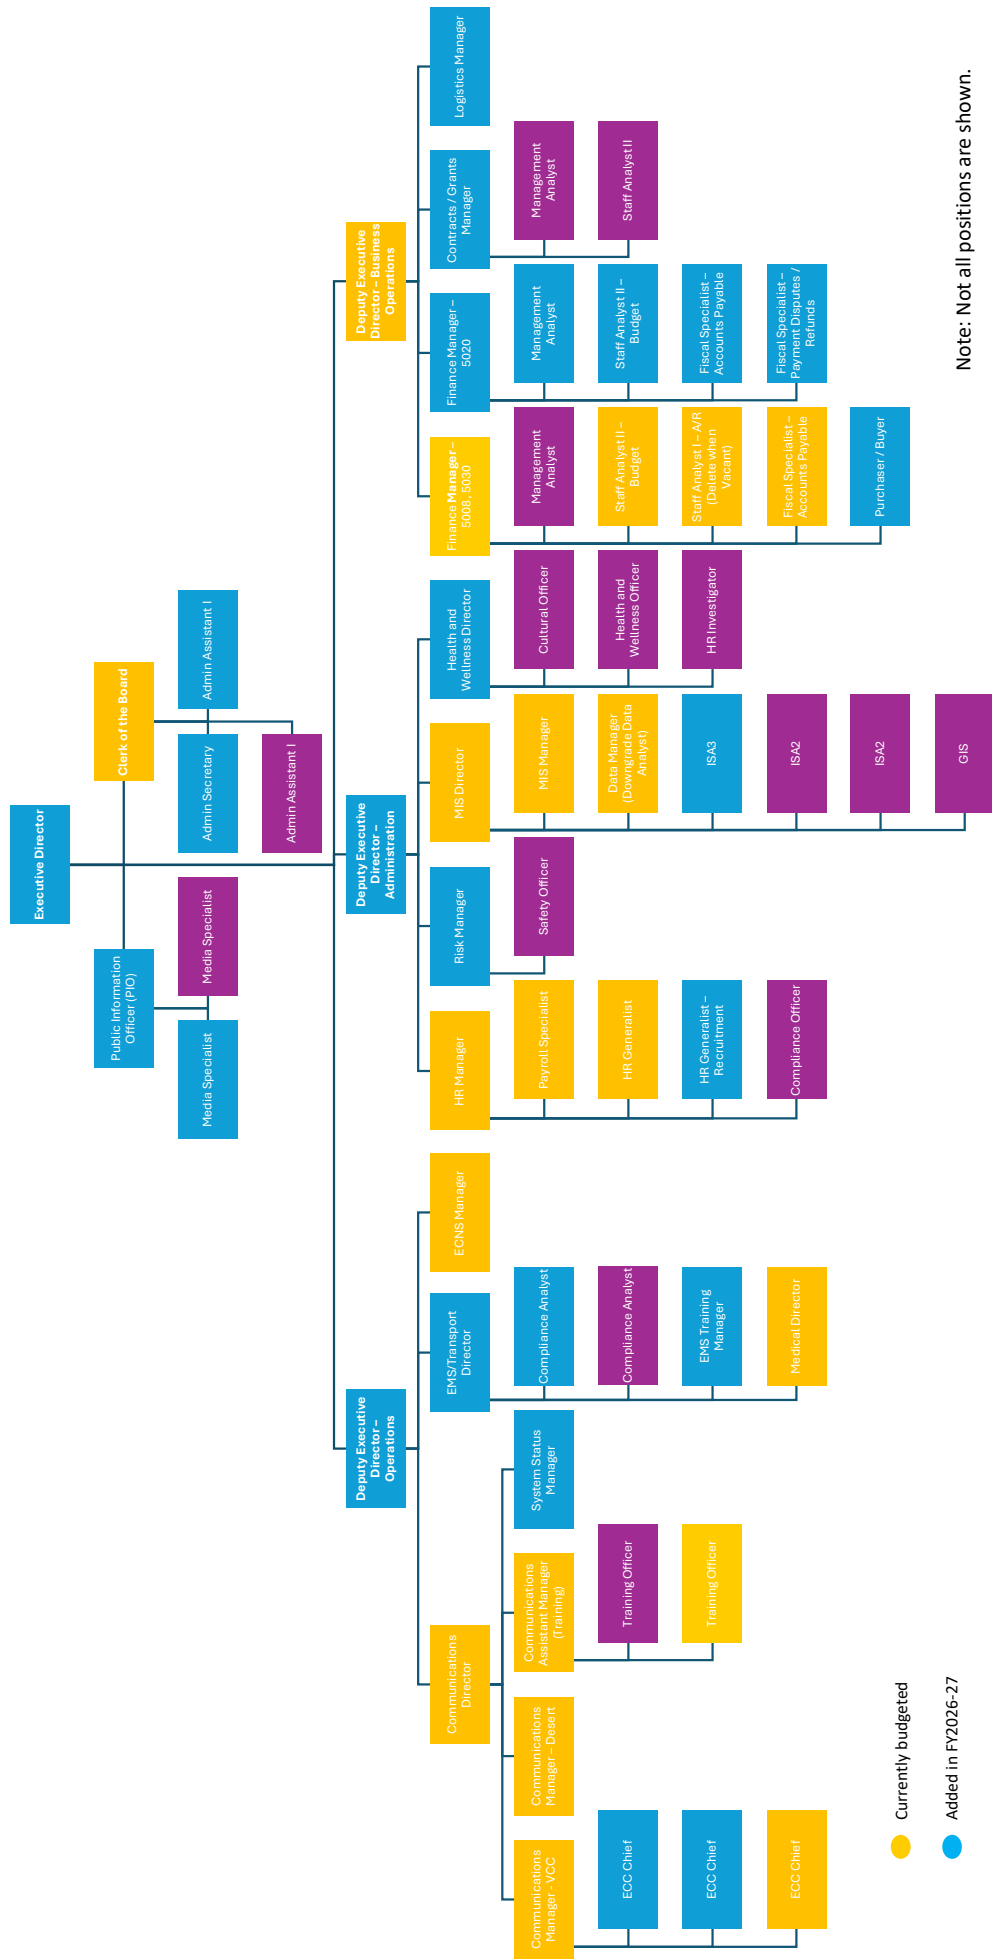 Executive Director
Public Information
Officer (PIO)
Clerk of the Board
Media Specialist
Media Specialist
Admin Secretary
Admin Assistant I
Admin Assistant I
Deputy Executive
Director –
Operations
Deputy Executive
Director –
Administration
Deputy Executive
Director – Business
Operations
Communications
Director
EMS/Transport
Director
ECNS Manager
HR Manager
Risk Manager
MIS Director
Health and
Wellness Director
Finance Manager –
5008, 5030
Finance Manager –
5020
Contracts / Grants
Manager
Logistics Manager
Communications
Manager - VCC
Communications
Manager – Desert
Communications
Assistant Manager
(Training)
System Status
Manager
ECC Chief
ECC Chief
ECC Chief
Training Officer
Training Officer
Compliance Analyst
Compliance Analyst
EMS Training
Manager
Medical Director
Payroll Specialist
HR Generalist
HR Generalist –
Recruitment
Compliance Officer
Safety Officer
MIS Manager
Data Manager
(Downgrade Data
Analyst)
ISA3
ISA2
ISA2
GIS
Cultural Officer
Health and
Wellness Officer
HR Investigator
Management
Analyst
Staff Analyst II –
Budget
Staff Analyst I – A/R
(Delete when
Vacant)
Fiscal Specialist –
Accounts Payable
Purchaser / Buyer
Management
Analyst
Staff Analyst II –
Budget
Fiscal Specialist –
Accounts Payable
Fiscal Specialist –
Payment Disputes /
Refunds
Management
Analyst
Staff Analyst II
Currently budgeted
Added in FY2026-27
Note: Not all positions are shown.